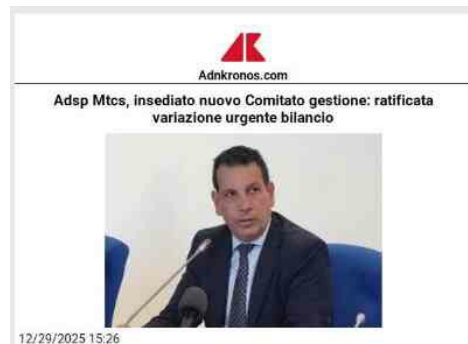 Adnkronos.com
Adsp Mtcs, insediato nuovo Comitato gestione: ratificata
variazione urgente bilancio
12/29/2025 15:26